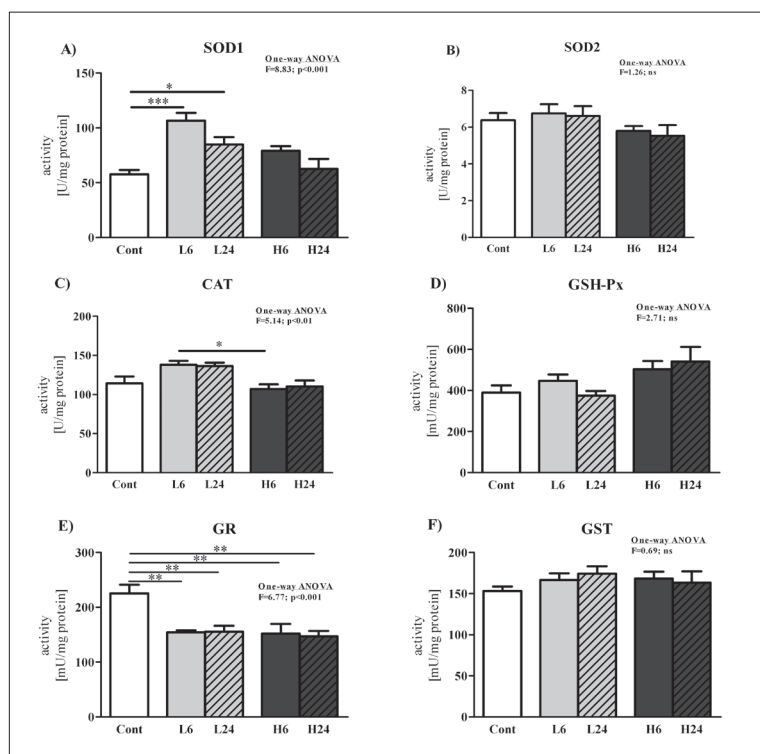 A)
SOD1
One-way ANOVA
F=8.83; p<0.001
*
***
activity
[U/mg protein]
150
100
50
0
Cont L6 L24 H6 H24
B)
SOD2
One-way ANOVA
F=1.26; ns
activity
[U/mg protein]
8
6
4
2
0
Cont L6 L24 H6 H24
C)
CAT
One-way ANOVA
F=5.14; p<0.01
*
activity
[U/mg protein]
200
150
100
50
0
Cont L6 L24 H6 H24
D)
GSH-Px
One-way ANOVA
F=2.71; ns
activity
[mU/mg protein]
800
600
400
200
0
Cont L6 L24 H6 H24
E)
GR
**
**
**
**
One-way ANOVA
F=6.77; p<0.001
activity
[mU/mg protein]
300
200
100
0
Cont L6 L24 H6 H24
F)
GST
One-way ANOVA
F=0.69; ns
activity
[mU/mg protein]
200
150
100
50
0
Cont L6 L24 H6 H24